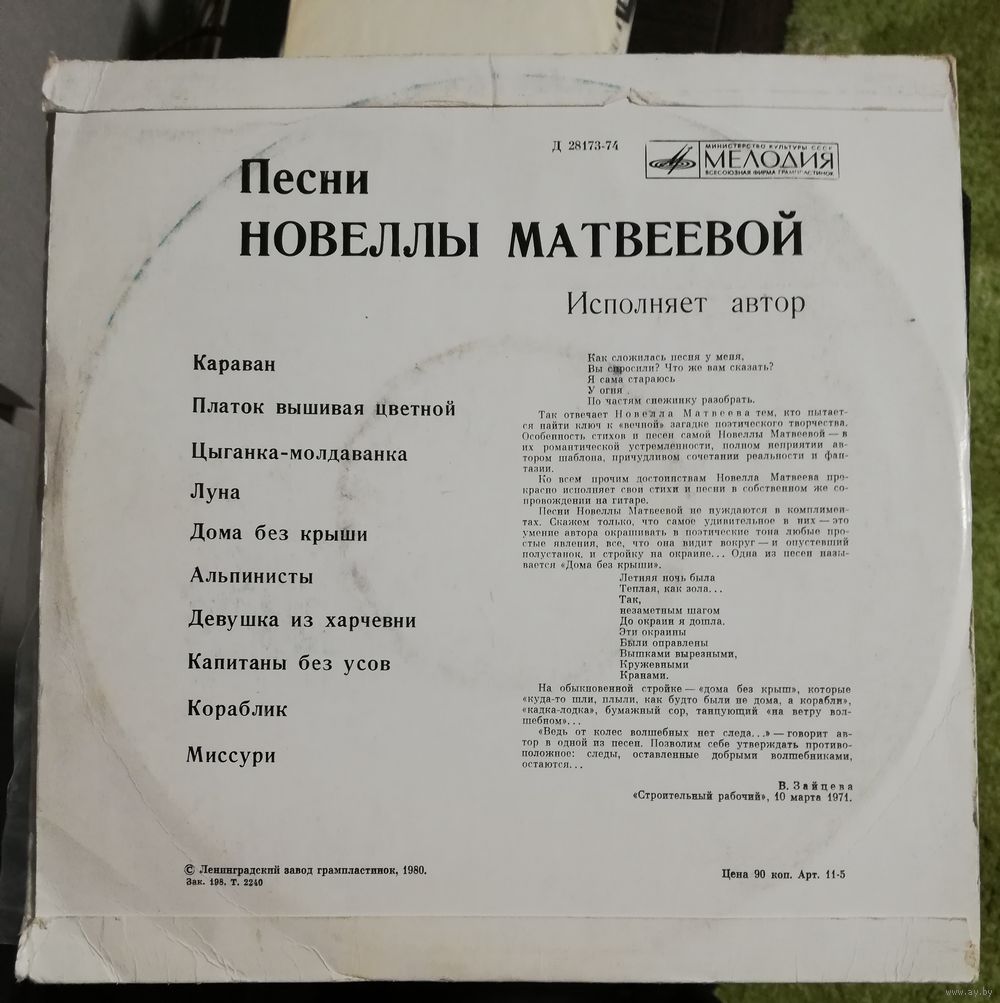 Д 28173-74
МИНИСТЕРСТВО КУЛЬТУРЫ СССР
МЕЛОДИЯ
ВСЕСОЮЗНАЯ ФИРМА ГРАМПЛАСТИНОК
Песни
НОВЕЛЛЫ МАТВЕЕВОЙ
Исполняет автор
Караван
Платок вышивая цветной
Цыганка-молдаванка
Луна
Дома без крыши
Альпинисты
Девушка из харчевни
Капитаны без усов
Кораблик
Миссури
Как сложилась песня у меня,
Вы спросили? Что же вам сказать?
Я сама стараюсь
У огня
По частям снежинку разобрать.
Так отвечает Новелла Матвеева тем, кто пытает-
ся найти ключ к «вечной» загадке поэтического творчества.
Особенность стихов и песен самой Новеллы Матвеевой — в
их романтической устремленности, полном неприятии ав-
тором шаблона, причудливом сочетании реальности и фан-
тазии.
Ко всем прочим достоинствам Новелла Матвеева пре-
красно исполняет свои стихи и песни в собственном же со-
провождении на гитаре.
Песни Новеллы Матвеевой не нуждаются в комплимен-
тах. Скажем только, что самое удивительное в них — это
умение автора окрашивать в поэтические тона любые про-
стые явления, все, что она видит вокруг — и опустевший
полустанок, и стройку на окраине... Одна из песен назы-
вается «Дома без крыши».
Летняя ночь была
Теплая, как зола...
Так,
незаметным шагом
До окраин я дошла.
Эти окраины
Были оправлены
Вышками вырезными,
Кружевными
Кранами.
На обыкновенной стройке — «дома без крыш», которые
«куда-то шли, плыли, как будто были не дома, а корабли»,
«кадка-лодка», бумажный сор, танцующий «на ветру вол-
шебном»...
«Ведь от колес волшебных нет следа...» — говорит ав-
тор в одной из песен. Позволим себе утверждать противо-
положное: следы, оставленные добрыми волшебниками,
остаются...
В. Зайцева
«Строительный рабочий», 10 марта 1971.
© Ленинградский завод грампластинок, 1980.
Зак. 198. Т. 2240
Цена 90 коп. Арт. 11-5
www.ay.by